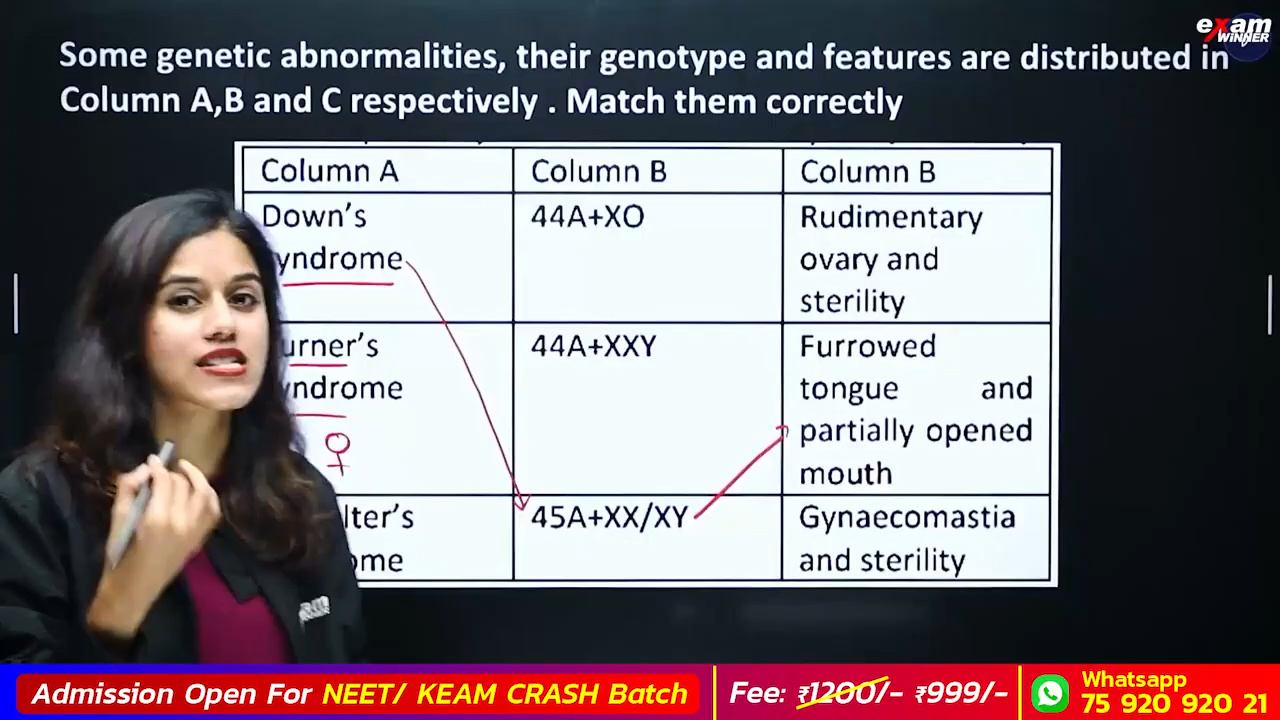 exam
WiNNER
Some genetic abnormalities, their genotype and features are distributed in
Column A,B and C respectively . Match them correctly
Column A
Column B
Column B
Down's
yndrome
44A+XO
Rudimentary
ovary and
sterility
urner's
yndrome
♀
44A+XXY
Furrowed
tongue and
partially opened
mouth
lter's
ome
45A+XX/XY
Gynaecomastia
and sterility
Admission Open For NEET/ KEAM CRASH Batch
Fee: ₹1200/- ₹999/-
Whatsapp
75 920 920 21